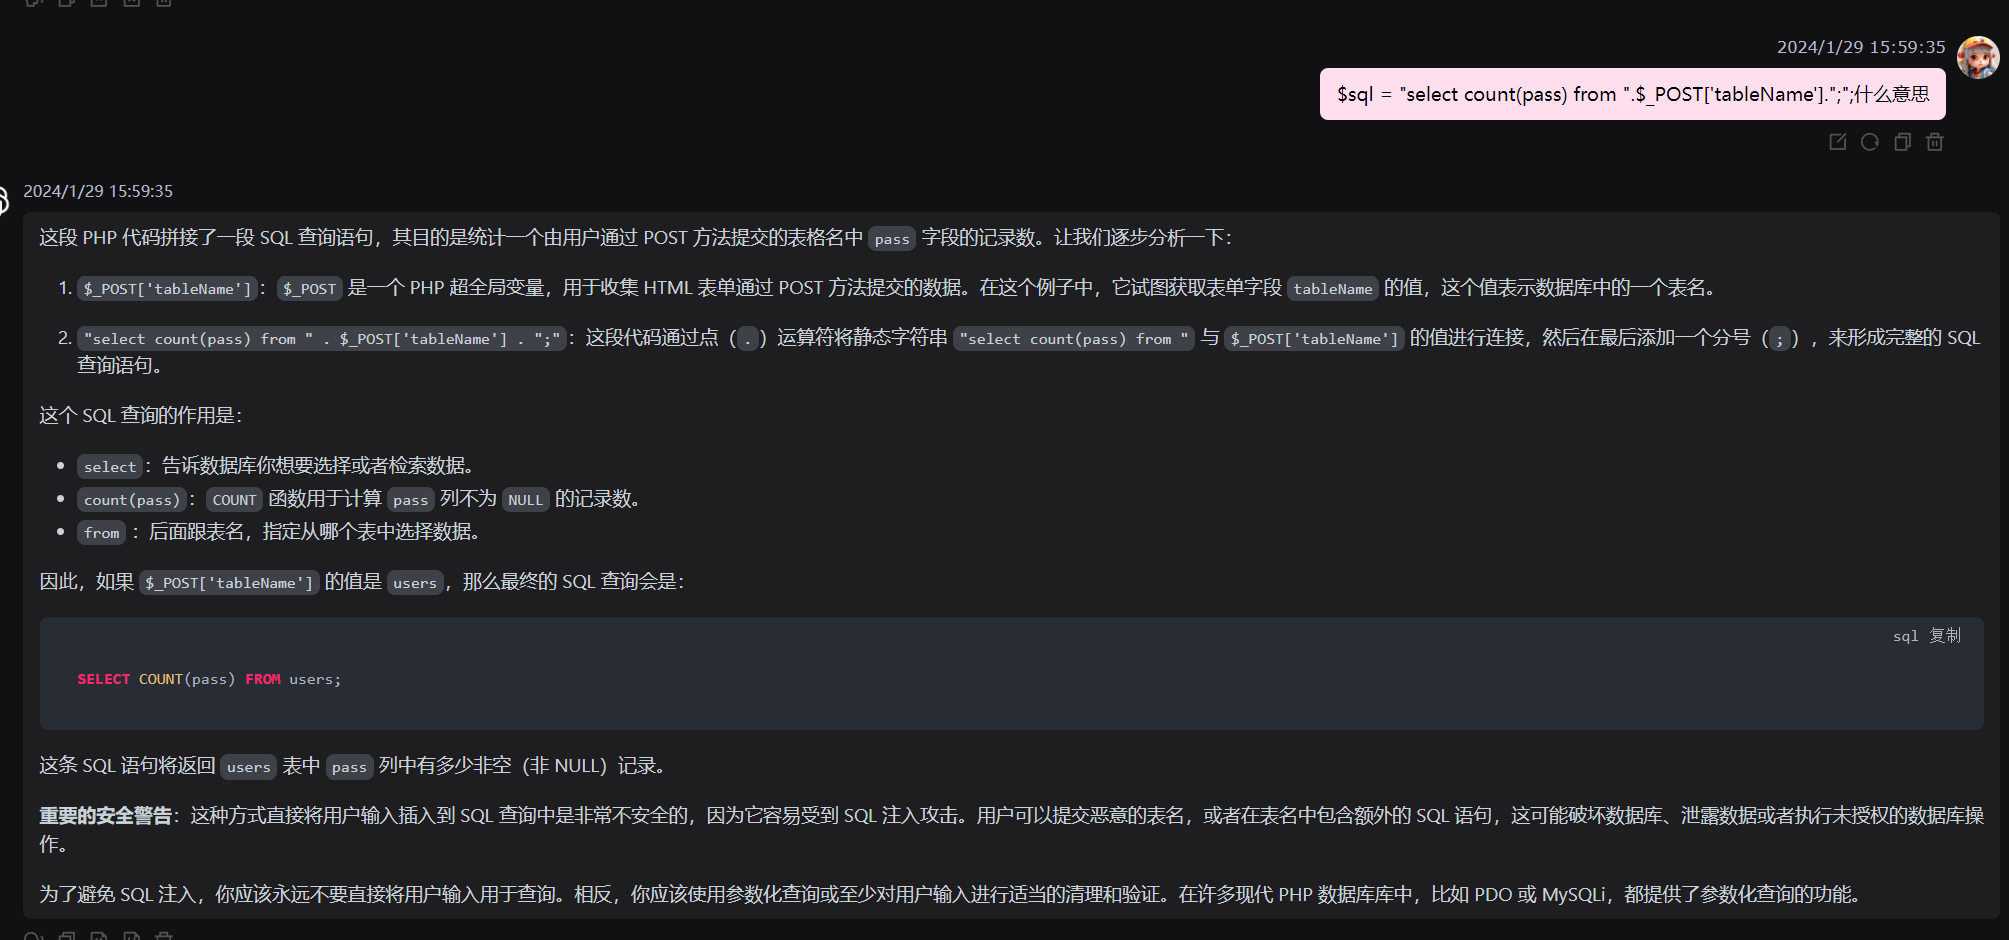 2024/1/29 15:59:35
$sql = "select count(pass) from ".$_POST['tableName'].";";什么意思
2024/1/29 15:59:35
这段 PHP 代码拼接了一段 SQL 查询语句，其目的是统计一个由用户通过 POST 方法提交的表格名中 pass 字段的记录数。让我们逐步分析一下：
1. $_POST['tableName']： $_POST 是一个 PHP 超全局变量，用于收集 HTML 表单通过 POST 方法提交的数据。在这个例子中，它试图获取表单字段 tableName 的值，这个值表示数据库中的一个表名。
2. "select count(pass) from " . $_POST['tableName'] . ";"：这段代码通过点（.）运算符将静态字符串 "select count(pass) from " 与 $_POST['tableName'] 的值进行连接，然后在最后添加一个分号（;），来形成完整的 SQL
查询语句。
这个 SQL 查询的作用是：
• select：告诉数据库你想要选择或者检索数据。
• count(pass)： COUNT 函数用于计算 pass 列不为 NULL 的记录数。
• from ：后面跟表名，指定从哪个表中选择数据。
因此，如果 $_POST['tableName'] 的值是 users，那么最终的 SQL 查询会是：
sql 复制
SELECT COUNT(pass) FROM users;
这条 SQL 语句将返回 users 表中 pass 列中有多少非空（非 NULL）记录。
重要的安全警告：这种方式直接将用户输入插入到 SQL 查询中是非常不安全的，因为它容易受到 SQL 注入攻击。用户可以提交恶意的表名，或者在表名中包含额外的 SQL 语句，这可能破坏数据库、泄露数据或者执行未授权的数据库操
作。
为了避免 SQL 注入，你应该永远不要直接将用户输入用于查询。相反，你应该使用参数化查询或至少对用户输入进行适当的清理和验证。在许多现代 PHP 数据库库中，比如 PDO 或 MySQLi，都提供了参数化查询的功能。